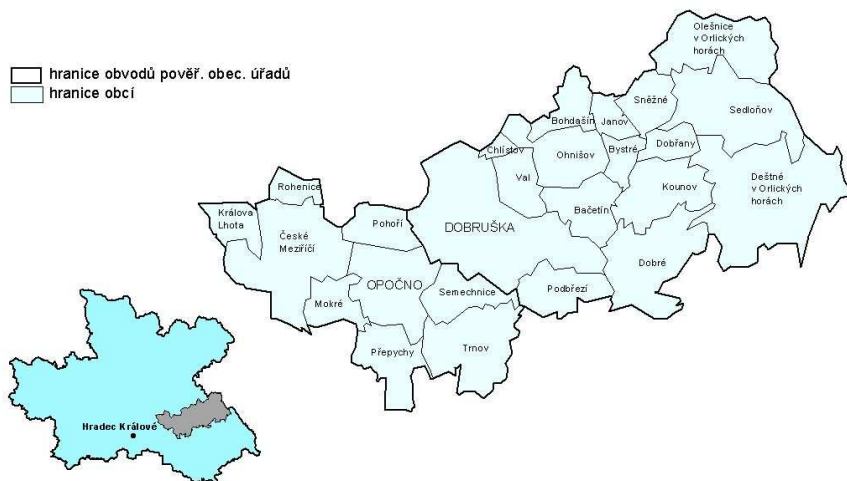 Olešnice
v Orlických
horách
hranice obvodů pověř. obec. úřadů
hranice obcí
Sněžné
Sedloňov
Bohdašín
Janov
Chlístov
Ohnišov
Bystré
Dobřany
Val
Deštné
v Orlických
horách
Kounov
Rohenice
Bačetín
Králova
Lhota
Pohoří
DOBRUŠKA
České
Meziříčí
Dobré
OPOČNO
Semechnice
Podbřezí
Mokré
Přepychy
Trnov
Hradec Králové